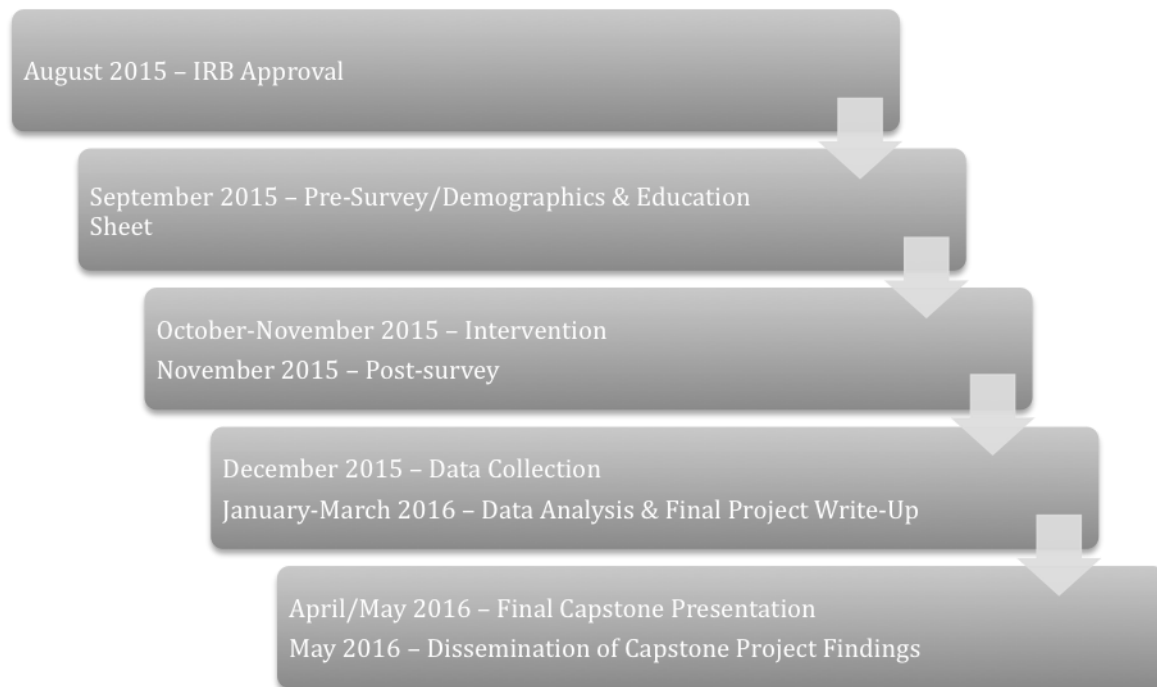 August 2015 – IRB Approval
September 2015 – Pre-Survey/Demographics & Education
Sheet
October-November 2015 – Intervention
November 2015 – Post-survey
December 2015 – Data Collection
January-March 2016 – Data Analysis & Final Project Write-Up
April/May 2016 – Final Capstone Presentation
May 2016 – Dissemination of Capstone Project Findings